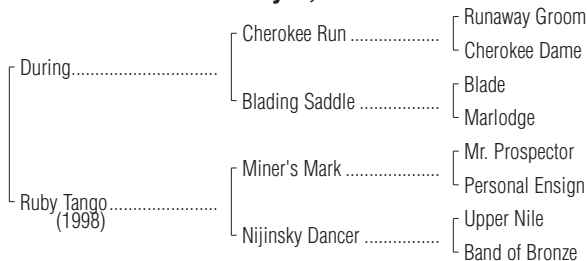 Cherokee Run ..................
Runaway Groom
Cherokee Dame
During..............................
Blading Saddle ................
Blade
Marlodge
Miner's Mark ...................
Mr. Prospector
Personal Ensign
Ruby Tango......................
(1998)
Nijinsky Dancer ...............
Upper Nile
Band of Bronze